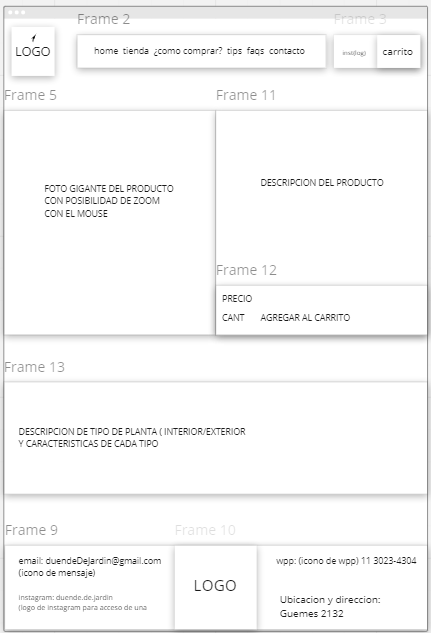 Frame 2
Frame 3
LOGO
home tienda ¿como comprar? tips faqs contacto
inst(log)
carrito
Frame 5
Frame 11
FOTO GIGANTE DEL PRODUCTO
CON POSIBILIDAD DE ZOOM
CON EL MOUSE
DESCRIPCION DEL PRODUCTO
Frame 12
PRECIO
CANT AGREGAR AL CARRITO
Frame 13
DESCRIPCION DE TIPO DE PLANTA ( INTERIOR/EXTERIOR
Y CARACTERISTICAS DE CADA TIPO
Frame 9
Frame 10
email: duendeDeJardin@gmail.com
(icono de mensaje)
instagram: duende.de.jardin
(logo de instagram para acceso de una
LOGO
wpp: (icono de wpp) 11 3023-4304
Ubicacion y direccion:
Guemes 2132